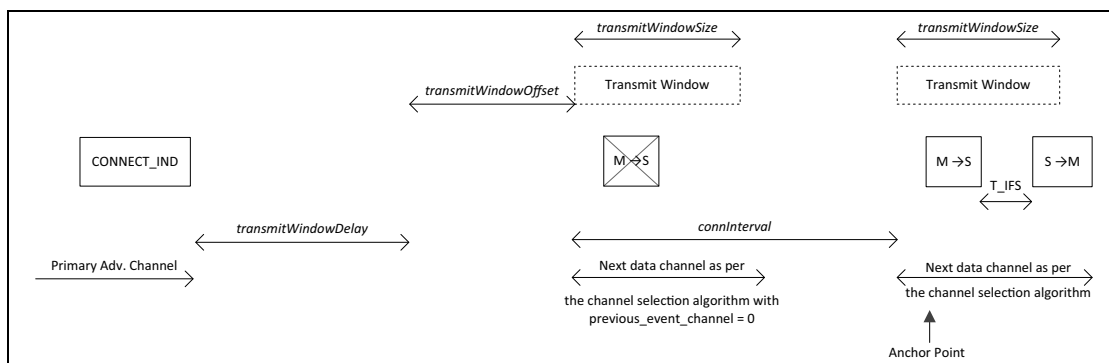 transmitWindowSize
transmitWindowSize
Transmit Window
Transmit Window
transmitWindowOffset
CONNECT_IND
M →S
M →S
S →M
T_IFS
transmitWindowDelay
connInterval
Primary Adv. Channel
Next data channel as per
the channel selection algorithm with
previous_event_channel = 0
Next data channel as per
the channel selection algorithm
Anchor Point